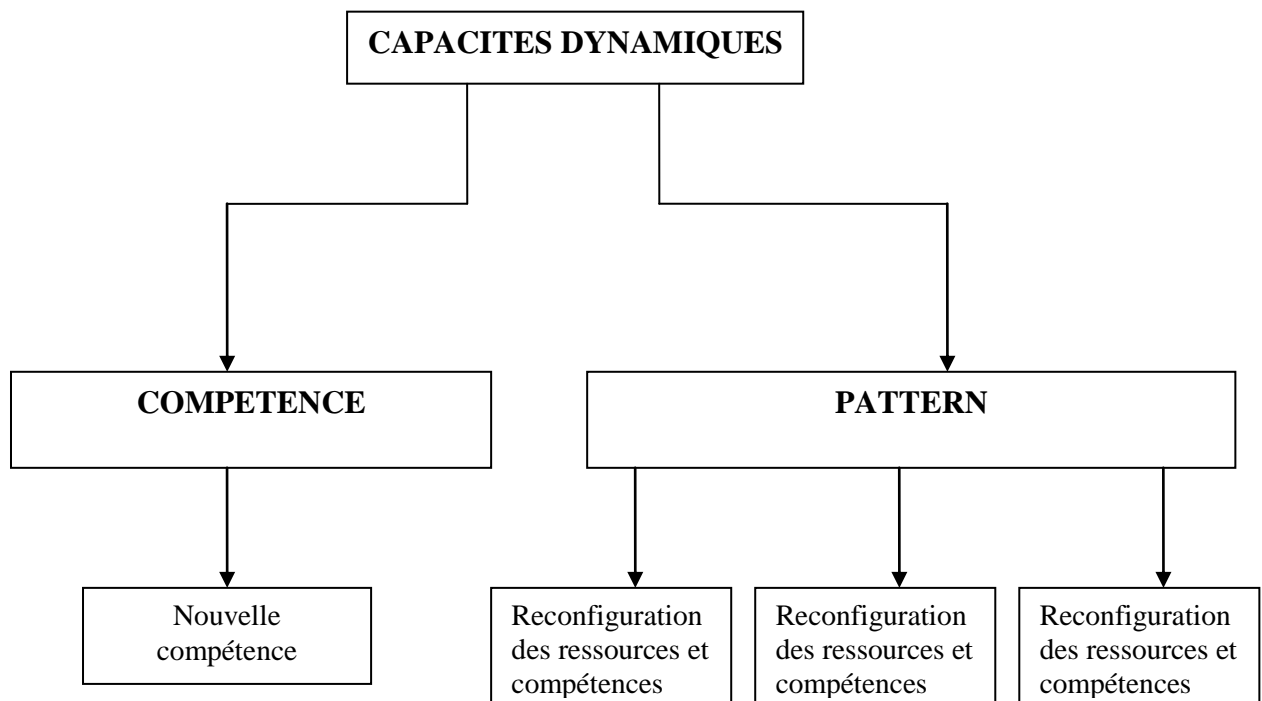 CAPACITES DYNAMIQUES
COMPETENCE
PATTERN
Nouvelle
compétence
Reconfiguration
des ressources et
compétences
Reconfiguration
des ressources et
compétences
Reconfiguration
des ressources et
compétences